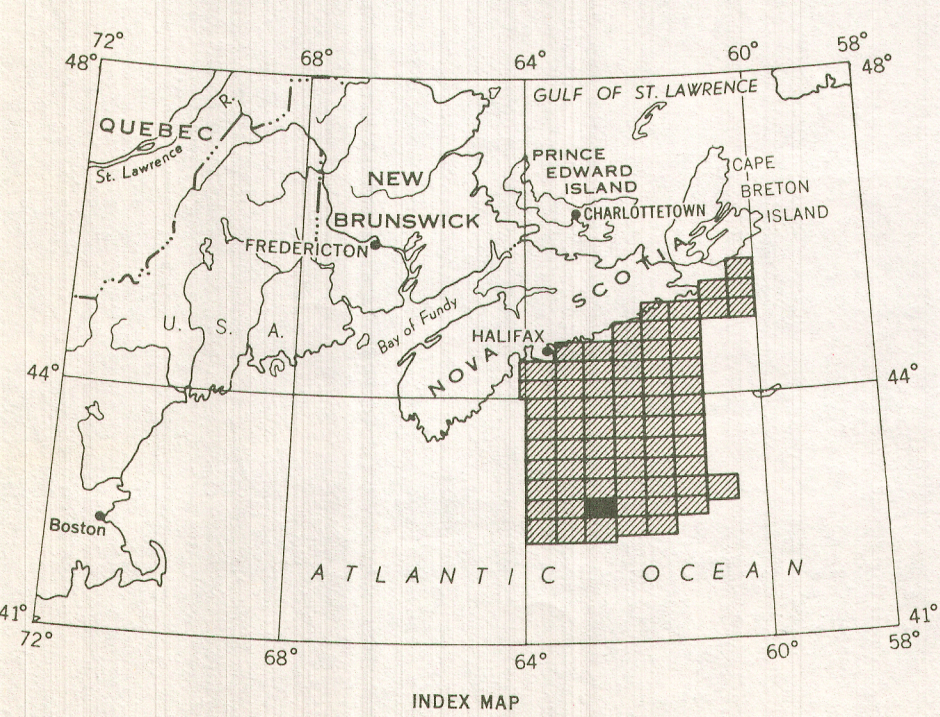 72°
68°
64°
60°
58°
48°
48°
GULF OF ST. LAWRENCE
R.
QUEBEC
St. Lawrence
PRINCE
EDWARD
ISLAND
CAPE
BRETON
ISLAND
NEW
BRUNSWICK
CHARLOTTETOWN
FREDERICTON
U. S. A.
Bay of Fundy
HALIFAX
NOVA SCOTIA
44°
44°
Boston
ATLANTIC OCEAN
41°
41°
72°
68°
64°
60°
58°
INDEX MAP